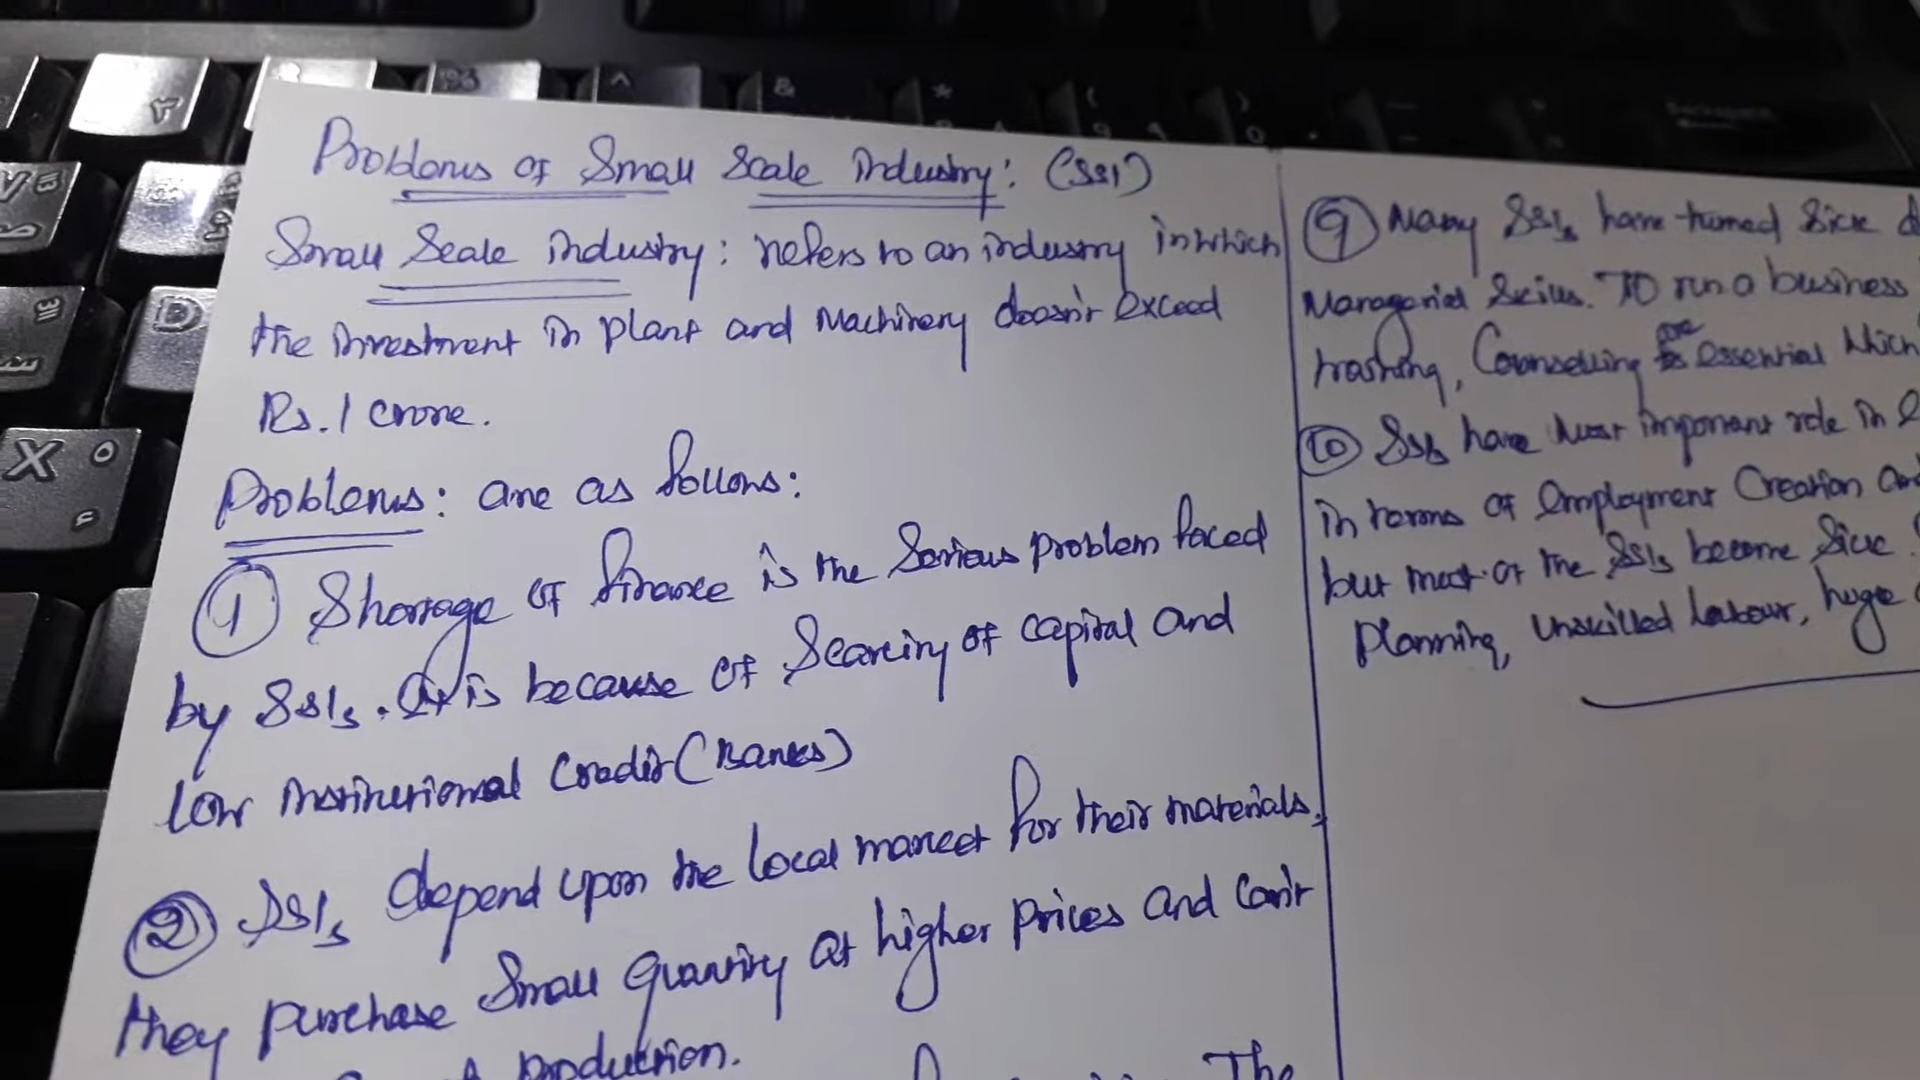 Problems of Small Scale Industry: (SSI)
Small Scale industry: refers to an industry in which
the investment in plant and Machinery doesn't exceed
Rs. 1 crore.
Problems: are as follows:
① Shortage of finance is the Serious problem faced
by SSIs. It is because of Scarcity of capital and
low institutional Credit (Banks)
② SSIs depend upon the local market for their materials.
they purchase Small quantity at higher prices and can't
production.
The
⑨ Many SSIs have turned Sick
Managerial Skills. To run a business
training, Counselling are essential which
⑩ SSIs have most important role in
in terms of employment Creation and
but most of the SSIs become Sick.
Planning, unskilled labour, huge
X
D
&
*
^
(
)
Backspace